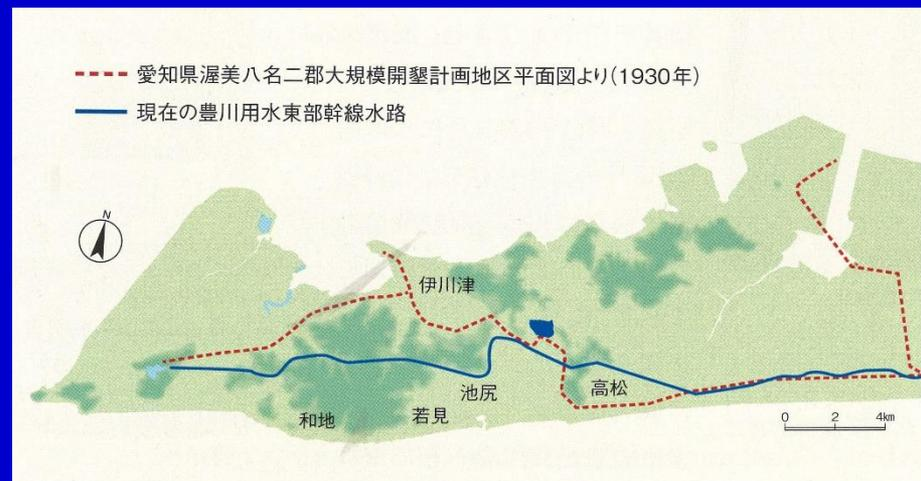 愛知県渥美八名二郡大規模開墾計画地区平面図より(1930年)
現在の豊川用水東部幹線水路
N
伊川津
池尻
高松
若見
和地
0 2 4km